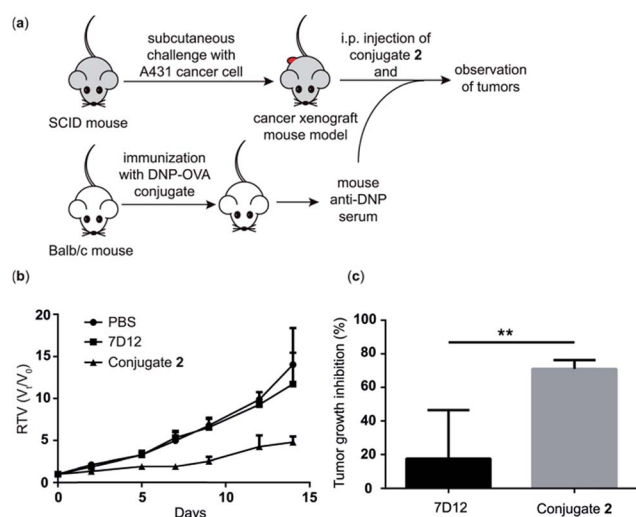 (a)
subcutaneous
challenge with
A431 cancer cell
i.p. injection of
conjugate 2
and
observation
of tumors
SCID mouse
cancer xenograft
mouse model
immunization
with DNP-OVA
conjugate
mouse
anti-DNP
serum
Balb/c mouse
(b)
20
15
10
5
0
RTV (Vt/V0)
PBS
7D12
Conjugate 2
0 5 10 15
Days
(c)
100
80
60
40
20
0
Tumor growth inhibition (%)
**
7D12 Conjugate 2